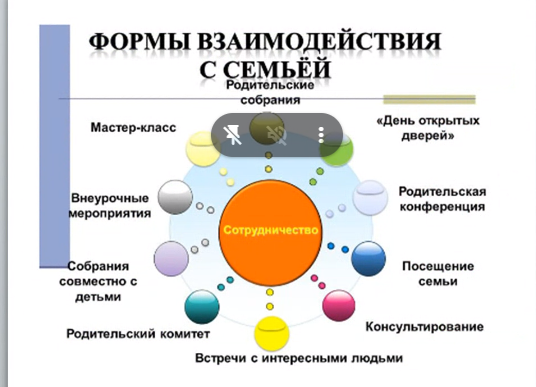 ФОРМЫ ВЗАИМОДЕЙСТВИЯ
С СЕМЬЁЙ
Родительские
собрания
Мастер-класс
«День открытых
дверей»
Внеурочные
мероприятия
Родительская
конференция
Сотрудничество
Собрания
совместно с
детьми
Посещение
семьи
Родительский комитет
Консультирование
Встречи с интересными людьми